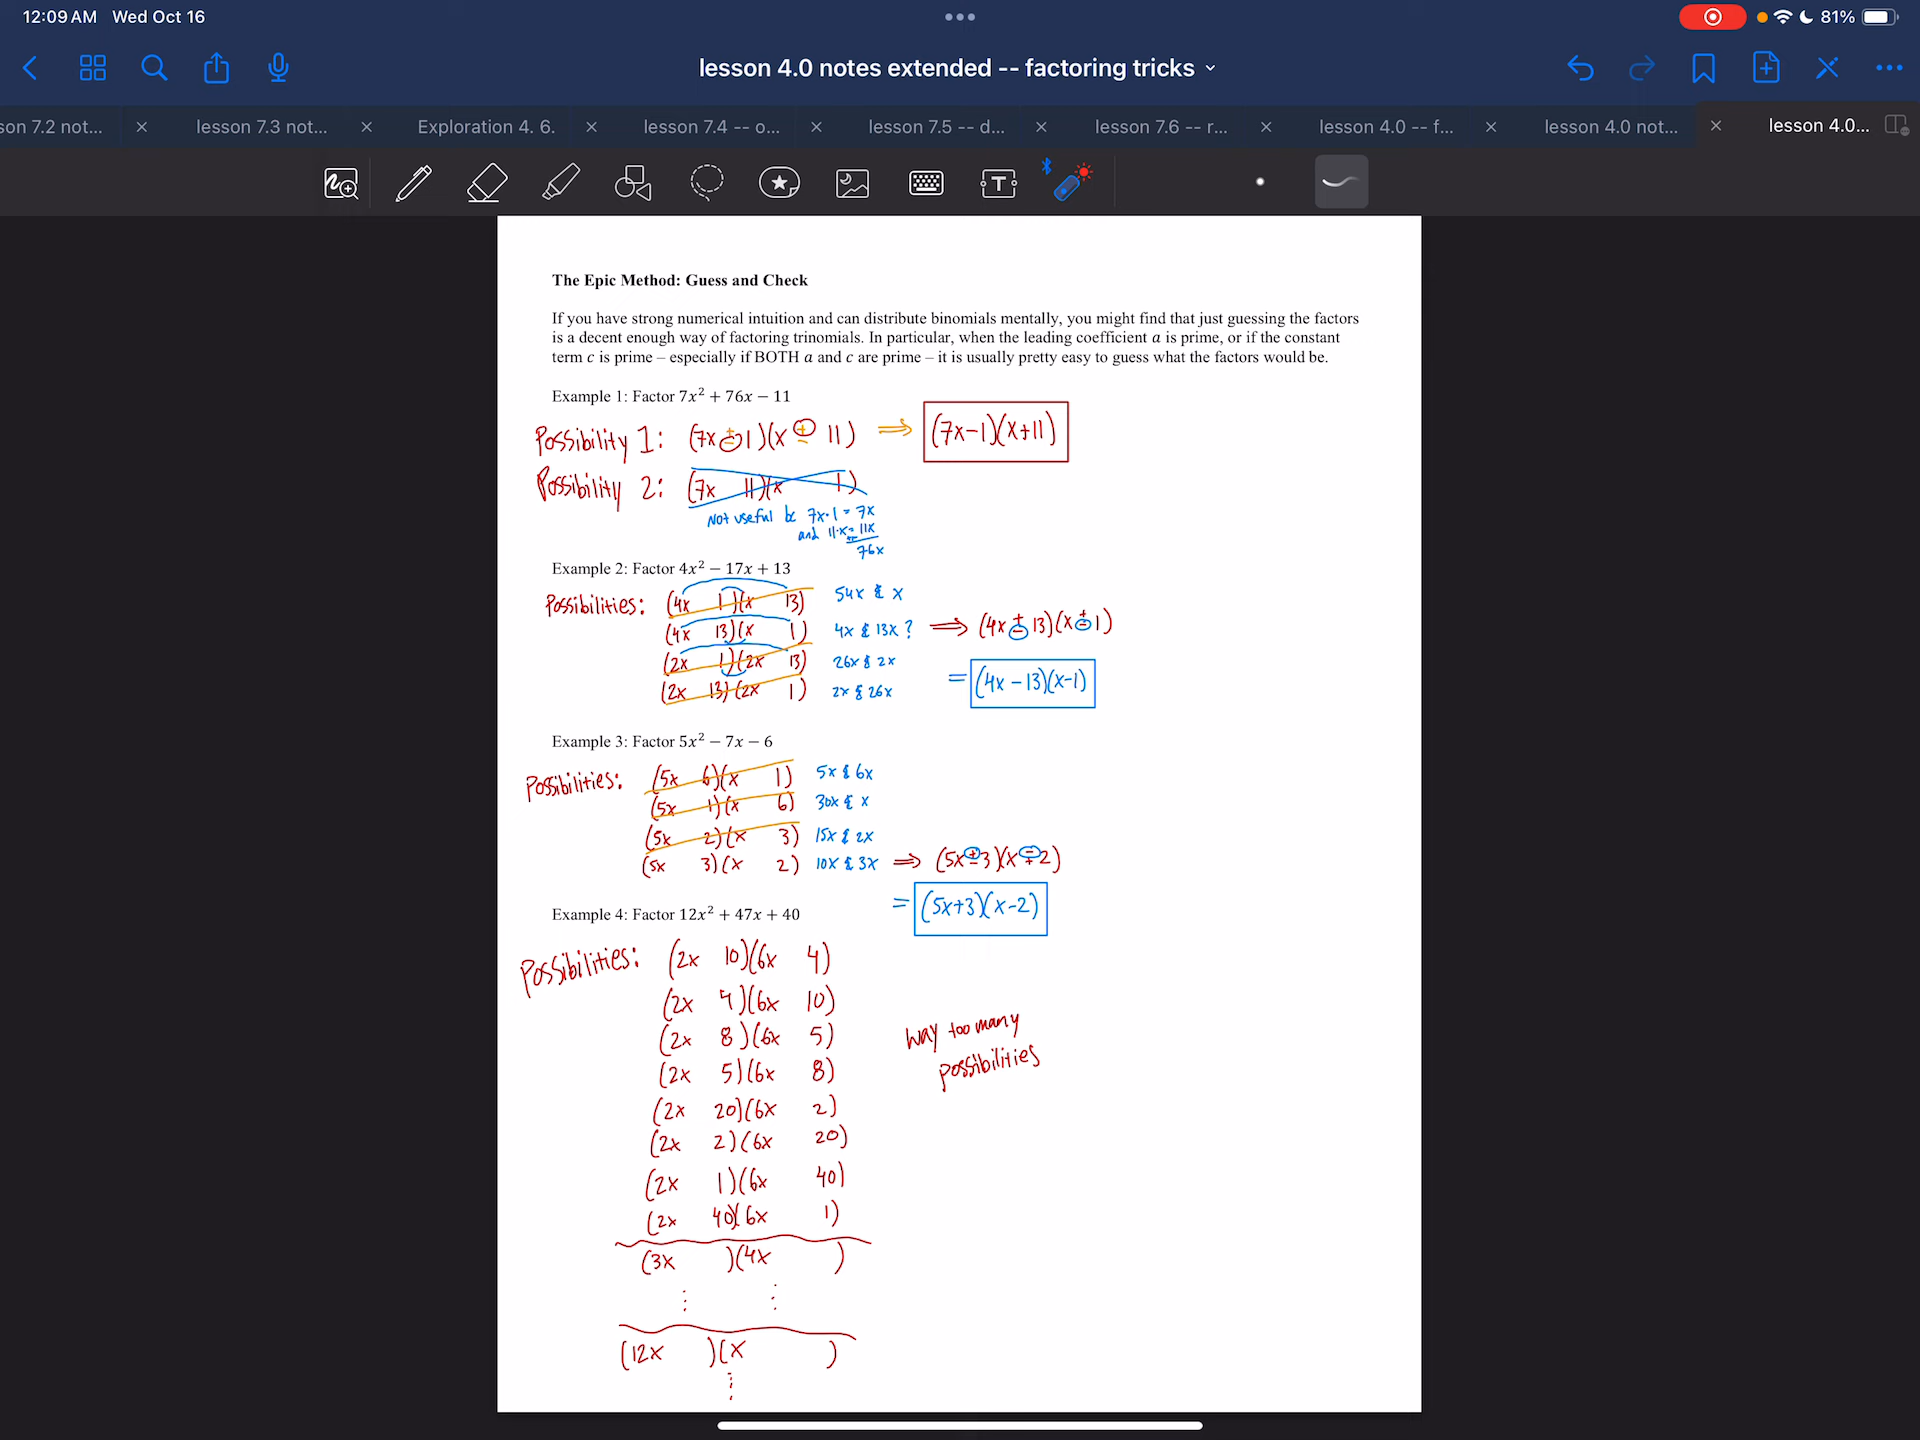 12:09 AM Wed Oct 16
81%
lesson 4.0 notes extended -- factoring tricks
son 7.2 not... lesson 7.3 not... Exploration 4. 6. lesson 7.4 -- o... lesson 7.5 -- d... lesson 7.6 -- r... lesson 4.0 -- f... lesson 4.0 not... lesson 4.0...
The Epic Method: Guess and Check
If you have strong numerical intuition and can distribute binomials mentally, you might find that just guessing the factors
is a decent enough way of factoring trinomials. In particular, when the leading coefficient a is prime, or if the constant
term c is prime – especially if BOTH a and c are prime – it is usually pretty easy to guess what the factors would be.
Example 1: Factor 7x² + 76x − 11
Possibility 1: (7x ± 1)(x ± 11) ⇒ (7x−1)(x+11)
Possibility 2: (7x 11)(x 1)
Not useful bc 7x·1 = 7x
and 11·x = 11x
76x
Example 2: Factor 4x² − 17x + 13
Possibilities: (4x 1)(x 13) 54x & x
(4x 13)(x 1) 4x & 13x? ⇒ (4x ± 13)(x ± 1)
(2x 1)(2x 13) 26x & 2x
= (4x − 13)(x−1)
(2x 13)(2x 1) 2x & 26x
Example 3: Factor 5x² − 7x − 6
Possibilities: (5x 6)(x 1) 5x & 6x
(5x 1)(x 6) 30x & x
(5x 2)(x 3) 15x & 2x
(5x 3)(x 2) 10x & 3x ⇒ (5x ± 3)(x ∓ 2)
= (5x+3)(x−2)
Example 4: Factor 12x² + 47x + 40
Possibilities: (2x 10)(6x 4)
(2x 4)(6x 10)
(2x 8)(6x 5)
way too many
possibilities
(2x 5)(6x 8)
(2x 20)(6x 2)
(2x 2)(6x 20)
(2x 1)(6x 40)
(2x 40)(6x 1)
(3x )(4x )
⋮ ⋮
(12x )(x )
⋮